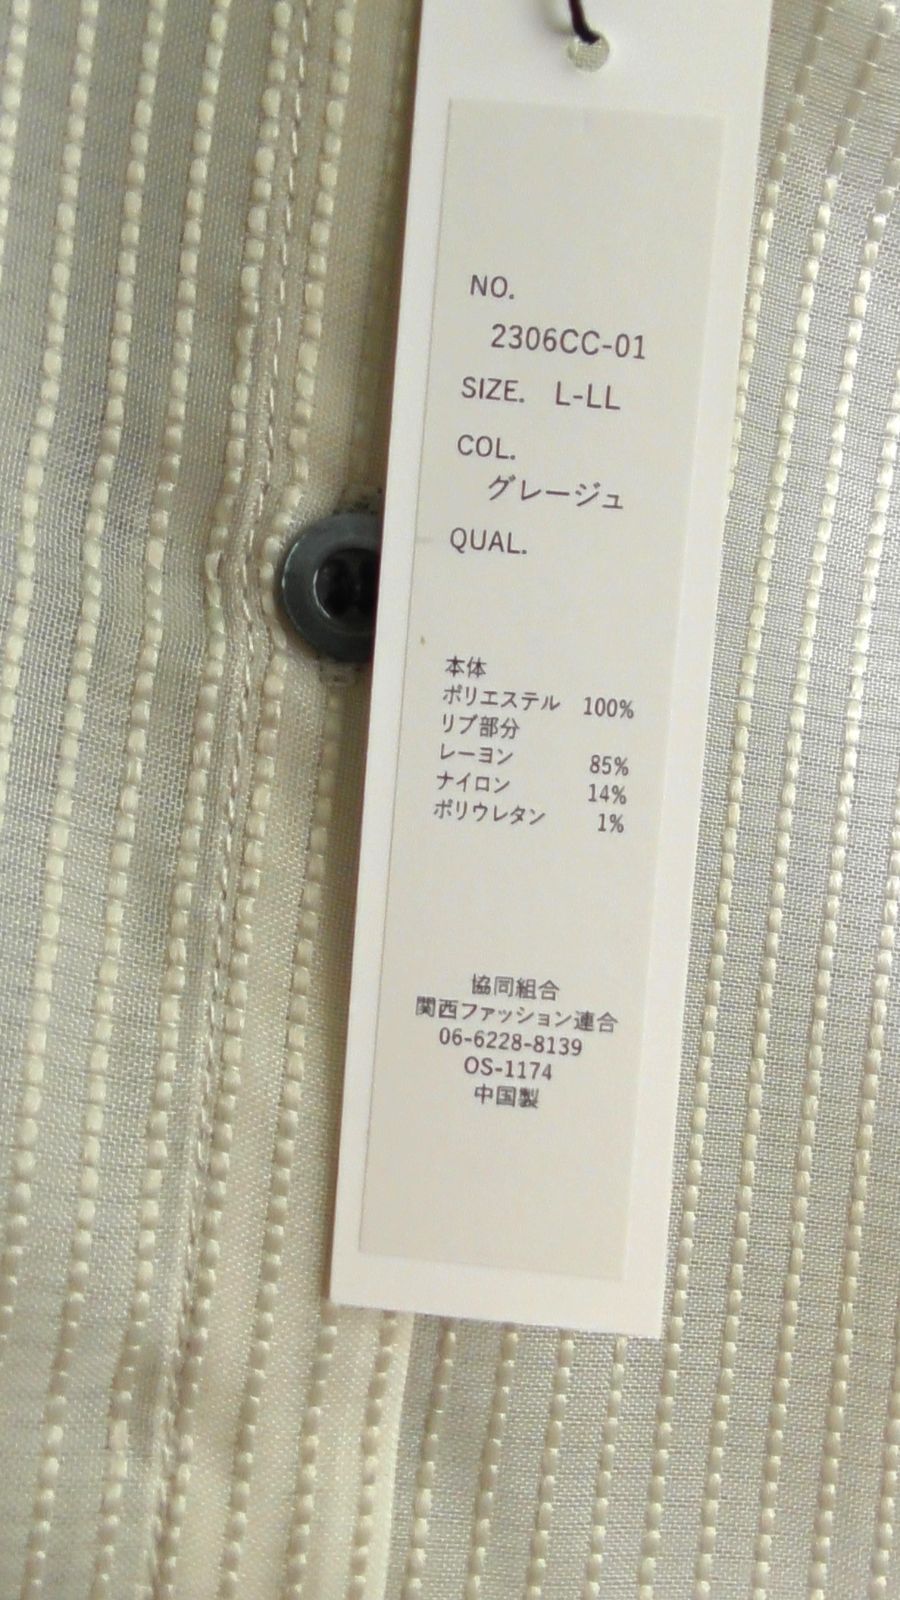 NO.
2306CC-01
SIZE. L-LL
COL.
グレージュ
QUAL.
本体
ポリエステル 100%
リブ部分
レーヨン 85%
ナイロン 14%
ポリウレタン 1%
協同組合
関西ファッション連合
06-6228-8139
OS-1174
中国製